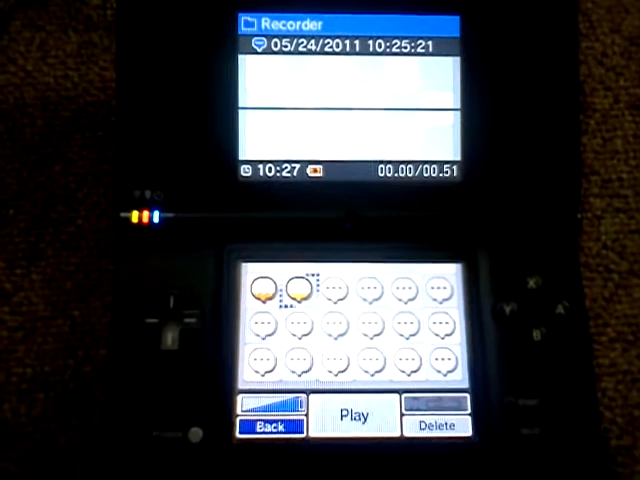 Recorder
05/24/2011 10:25:21
10:27 00.00/00.51
X
Y A
B
Play
Back
Delete